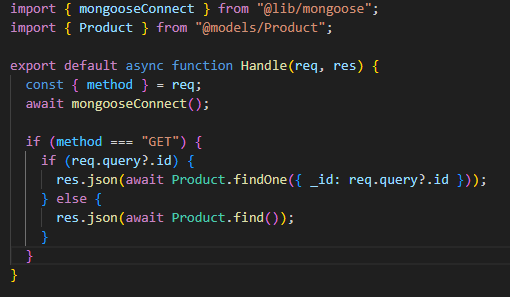 import { mongooseConnect } from "@lib/mongoose";
import { Product } from "@models/Product";
export default async function Handle(req, res) {
const { method } = req;
await mongooseConnect();
if (method === "GET") {
if (req.query?.id) {
res.json(await Product.findOne({ _id: req.query?.id }));
} else {
res.json(await Product.find());
}
}
}